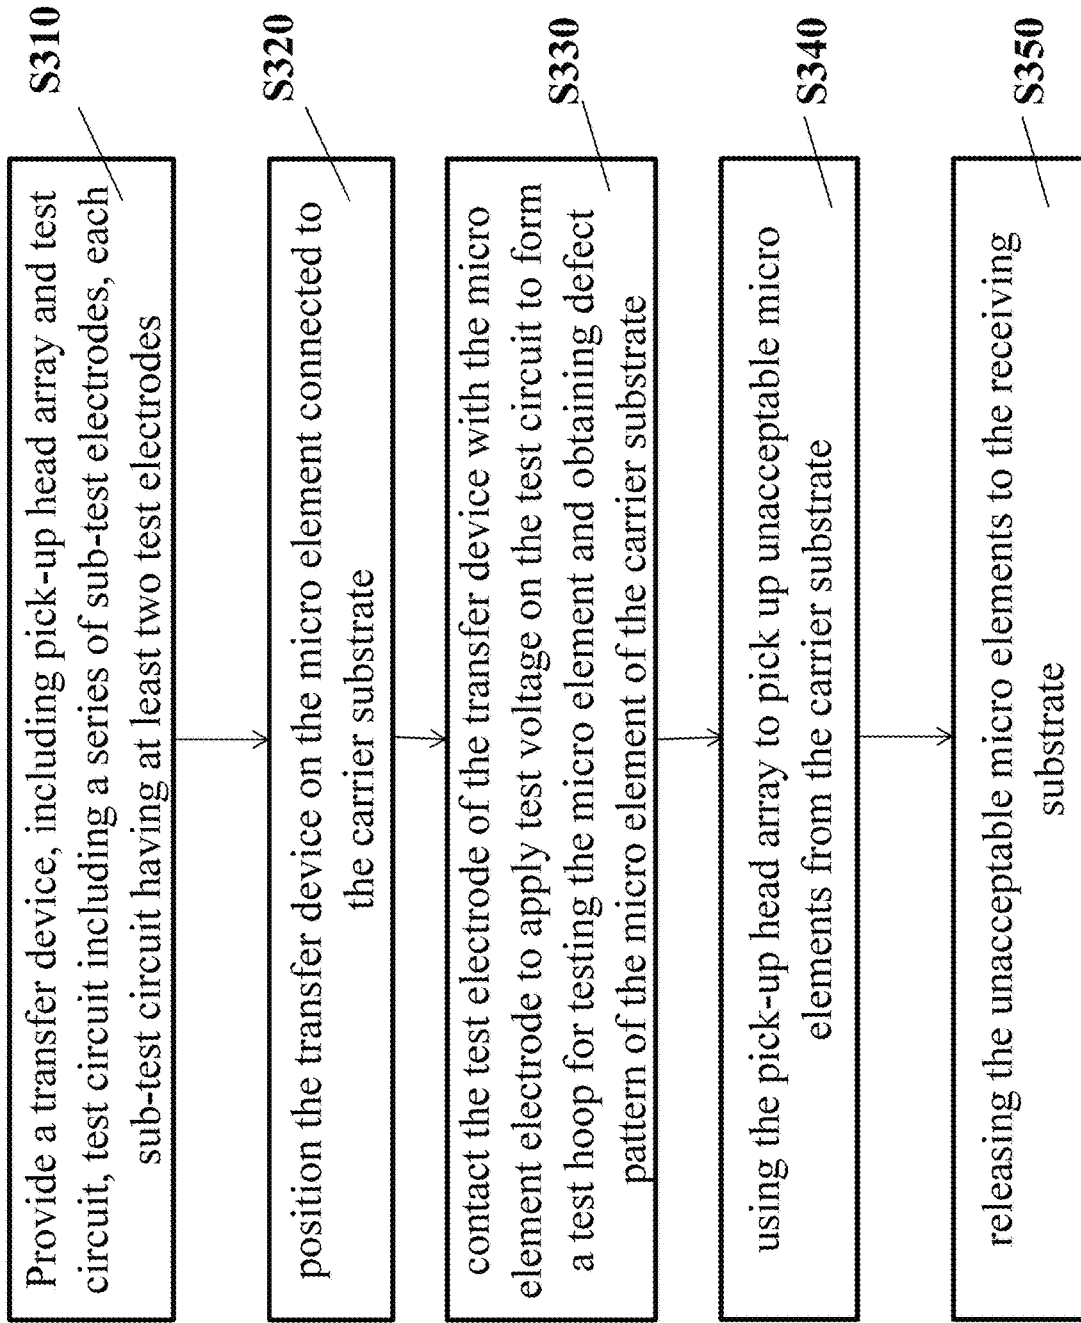 S310
Provide a transfer device, including pick-up head array and test
circuit, test circuit including a series of sub-test electrodes, each
sub-test circuit having at least two test electrodes
S320
position the transfer device on the micro element connected to
the carrier substrate
S330
contact the test electrode of the transfer device with the micro
element electrode to apply test voltage on the test circuit to form
a test hoop for testing the micro element and obtaining defect
pattern of the micro element of the carrier substrate
S340
using the pick-up head array to pick up unacceptable micro
elements from the carrier substrate
S350
releasing the unacceptable micro elements to the receiving
substrate